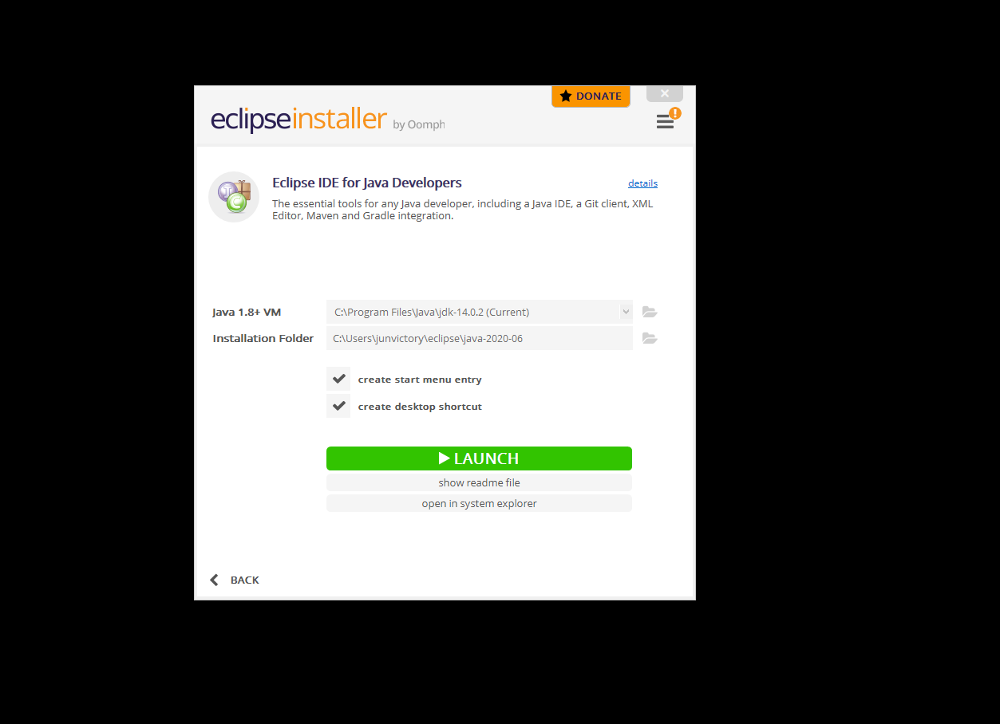 DONATE
eclipseinstaller by Oomph
Eclipse IDE for Java Developers
details
The essential tools for any Java developer, including a Java IDE, a Git client, XML
Editor, Maven and Gradle integration.
Java 1.8+ VM
C:\Program Files\Java\jdk-14.0.2 (Current)
Installation Folder
C:\Users\junvictory\eclipse\java-2020-06
create start menu entry
create desktop shortcut
LAUNCH
show readme file
open in system explorer
BACK